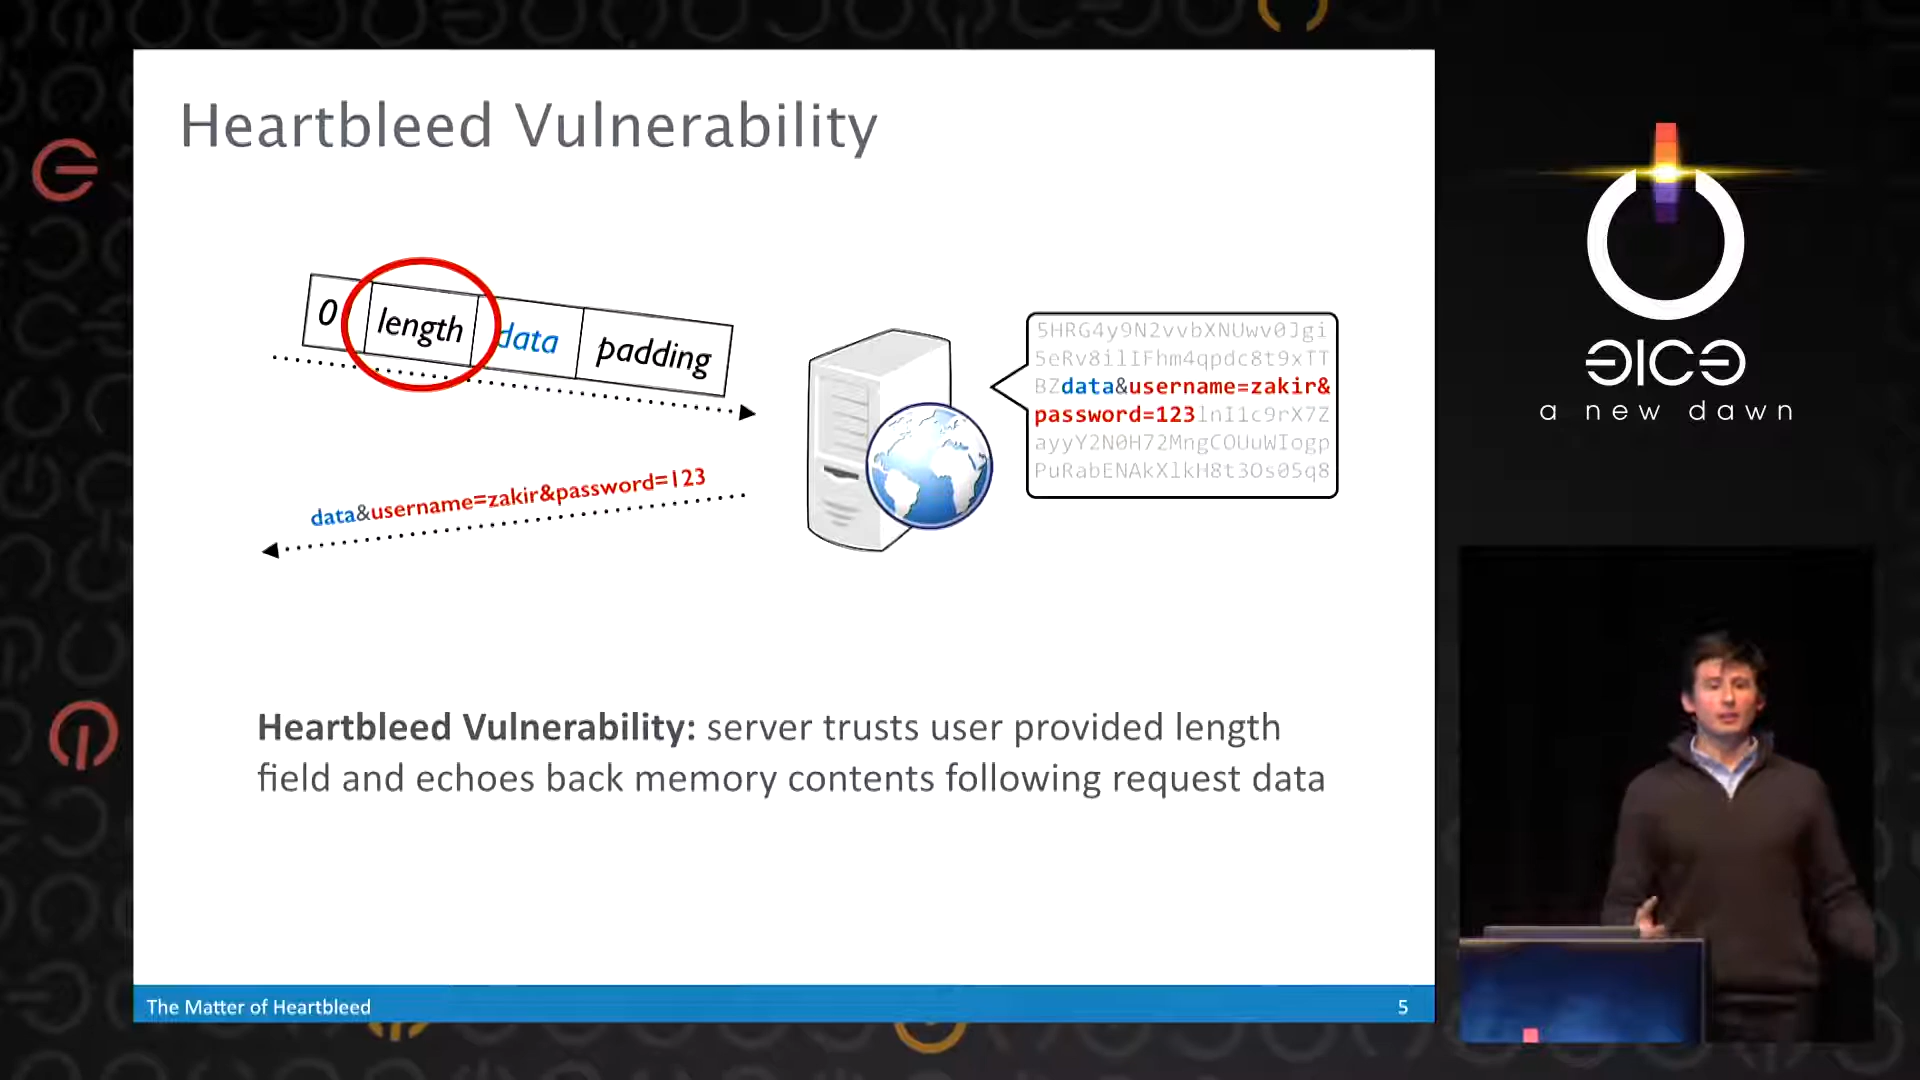 Heartbleed Vulnerability
0 length data padding
5HRG4y9N2vvbXNUwv0Jgi
5eRv8ilIFhm4qpdc8t9xTT
BZdata&username=zakir&
password=123lnI1c9rX7Z
ayyY2N0H72MngCOUuWIogp
PuRabENAkXlkH8t3Os05q8
data&username=zakir&password=123
Heartbleed Vulnerability: server trusts user provided length
field and echoes back memory contents following request data
The Matter of Heartbleed 5
a new dawn